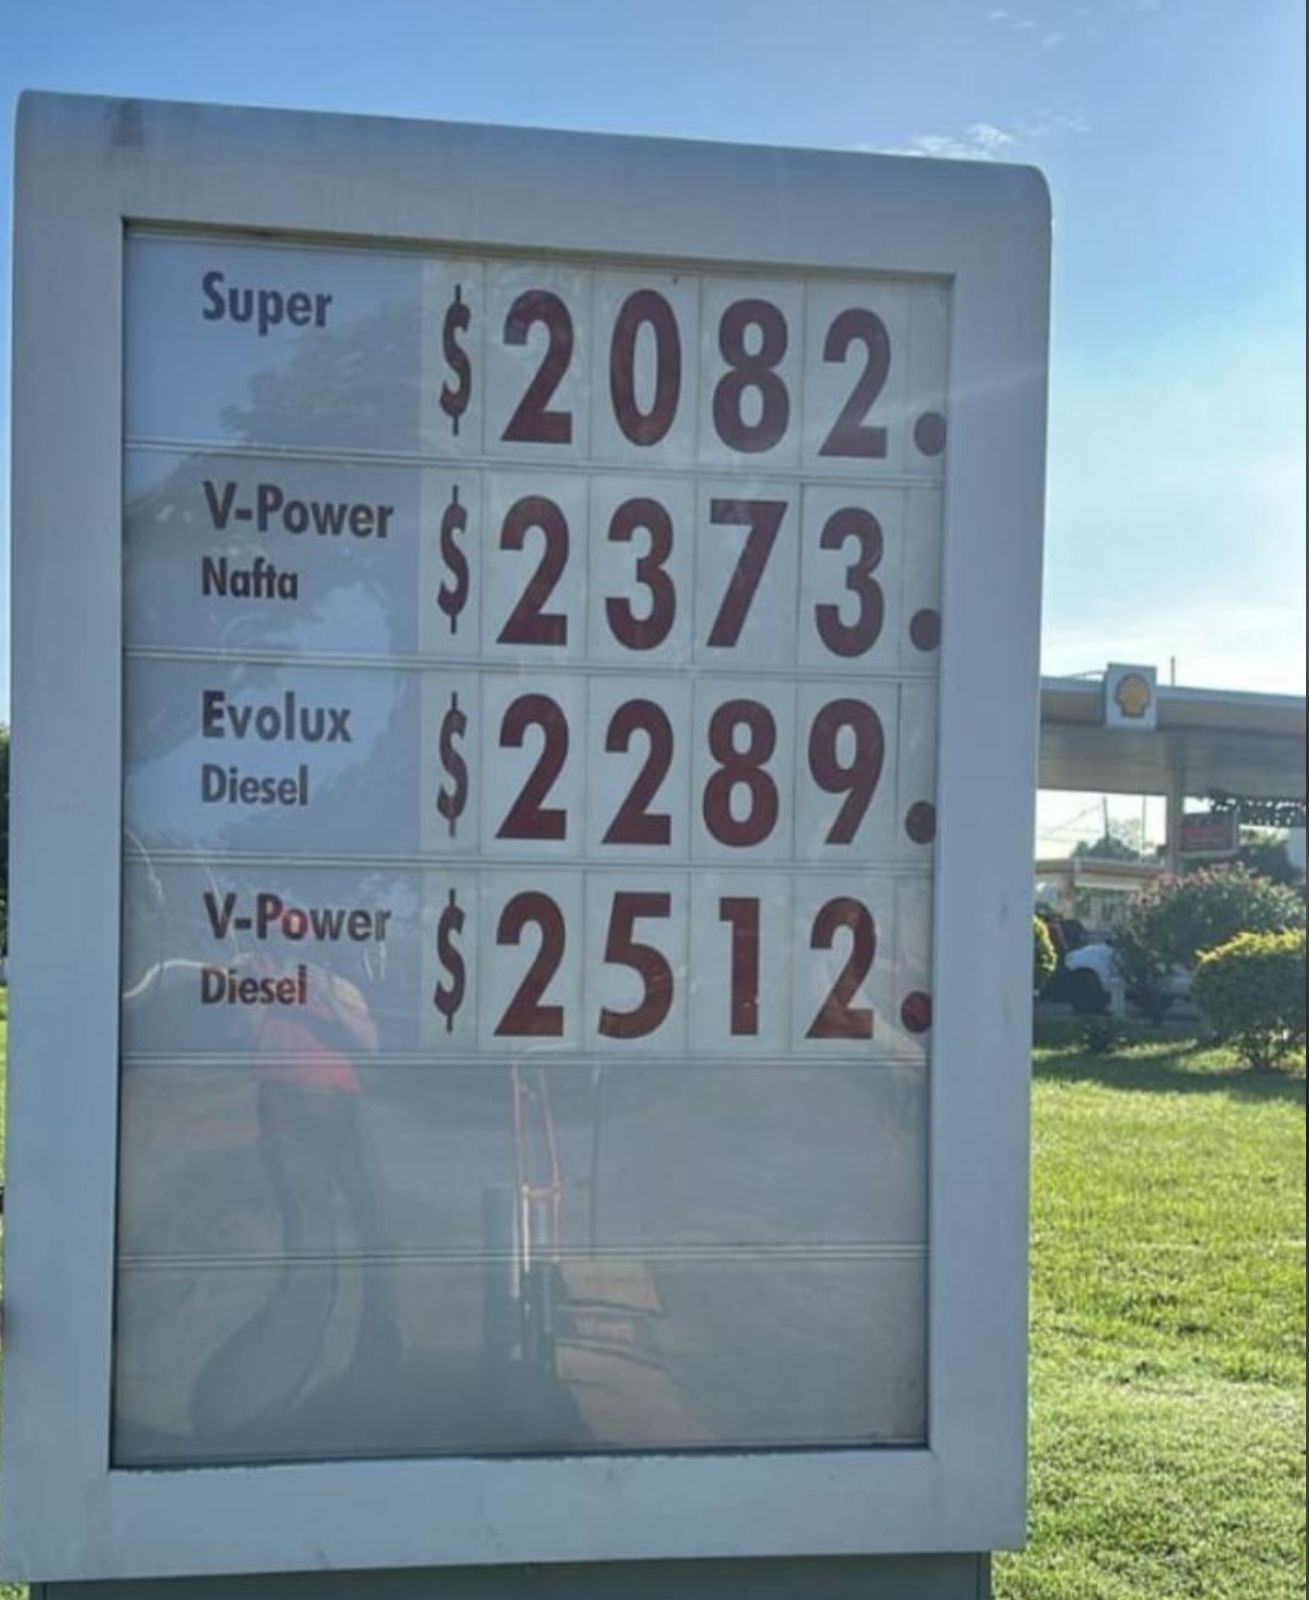 Super $2082.
V-Power $2373.
Nafta
Evolux $2289.
Diesel
V-Power $2512.
Diesel